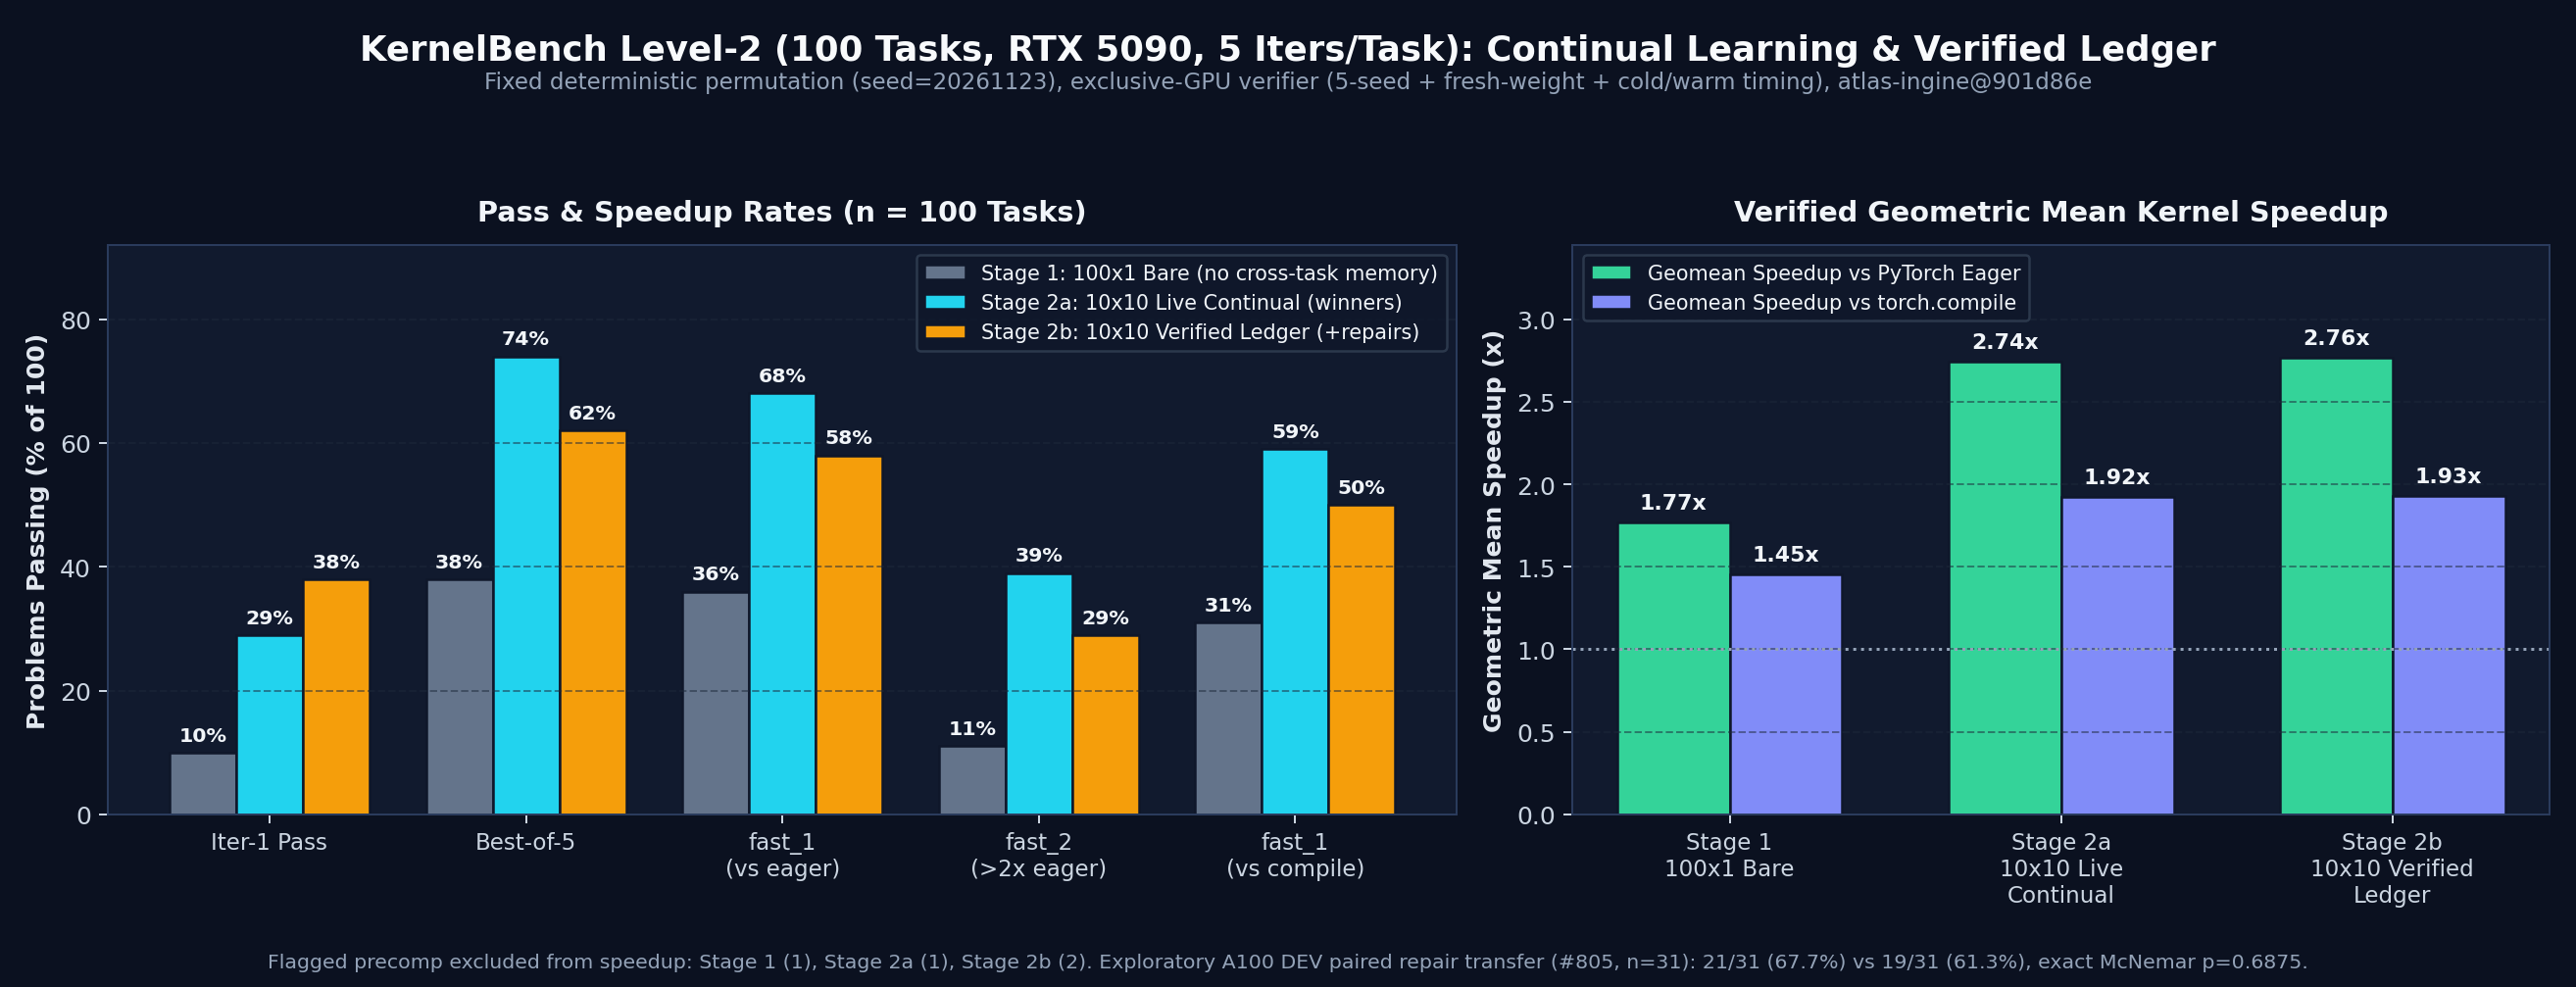 KernelBench Level-2 (100 Tasks, RTX 5090, 5 Iters/Task): Continual Learning & Verified Ledger
Fixed deterministic permutation (seed=20261123), exclusive-GPU verifier (5-seed + fresh-weight + cold/warm timing), atlas-ingine@901d86e
Pass & Speedup Rates (n = 100 Tasks)
Problems Passing (% of 100)
80
60
40
20
0
Stage 1: 100x1 Bare (no cross-task memory)
Stage 2a: 10x10 Live Continual (winners)
Stage 2b: 10x10 Verified Ledger (+repairs)
10%
29%
38%
38%
74%
62%
36%
68%
58%
11%
39%
29%
31%
59%
50%
Iter-1 Pass
Best-of-5
fast_1
(vs eager)
fast_2
(>2x eager)
fast_1
(vs compile)
Verified Geometric Mean Kernel Speedup
Geometric Mean Speedup (x)
3.0
2.5
2.0
1.5
1.0
0.5
0.0
Geomean Speedup vs PyTorch Eager
Geomean Speedup vs torch.compile
1.77x
1.45x
2.74x
1.92x
2.76x
1.93x
Stage 1
100x1 Bare
Stage 2a
10x10 Live
Continual
Stage 2b
10x10 Verified
Ledger
Flagged precomp excluded from speedup: Stage 1 (1), Stage 2a (1), Stage 2b (2). Exploratory A100 DEV paired repair transfer (#805, n=31): 21/31 (67.7%) vs 19/31 (61.3%), exact McNemar p=0.6875.